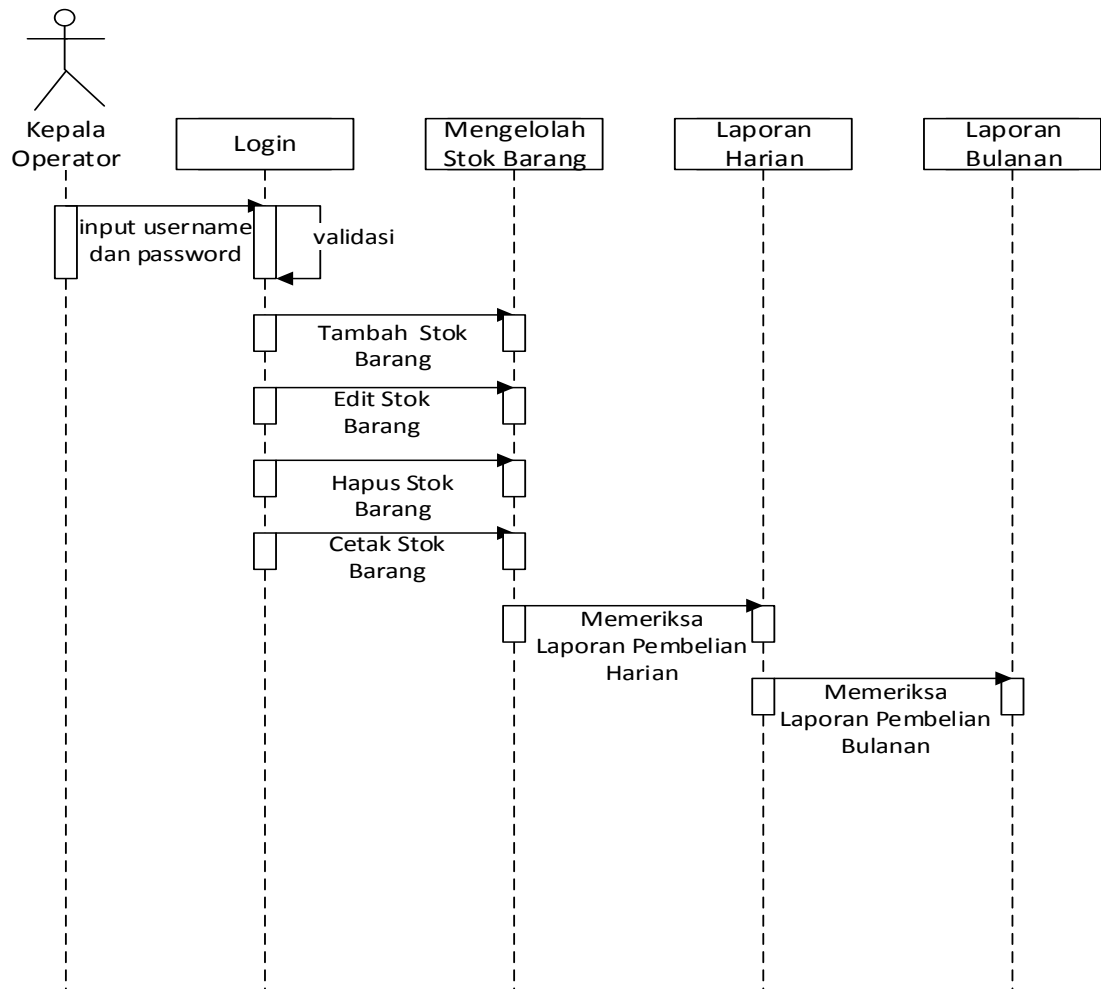 Kepala
Operator
Login
Mengelolah
Stok Barang
Laporan
Harian
Laporan
Bulanan
input username
dan password
validasi
Tambah Stok
Barang
Edit Stok
Barang
Hapus Stok
Barang
Cetak Stok
Barang
Memeriksa
Laporan Pembelian
Harian
Memeriksa
Laporan Pembelian
Bulanan